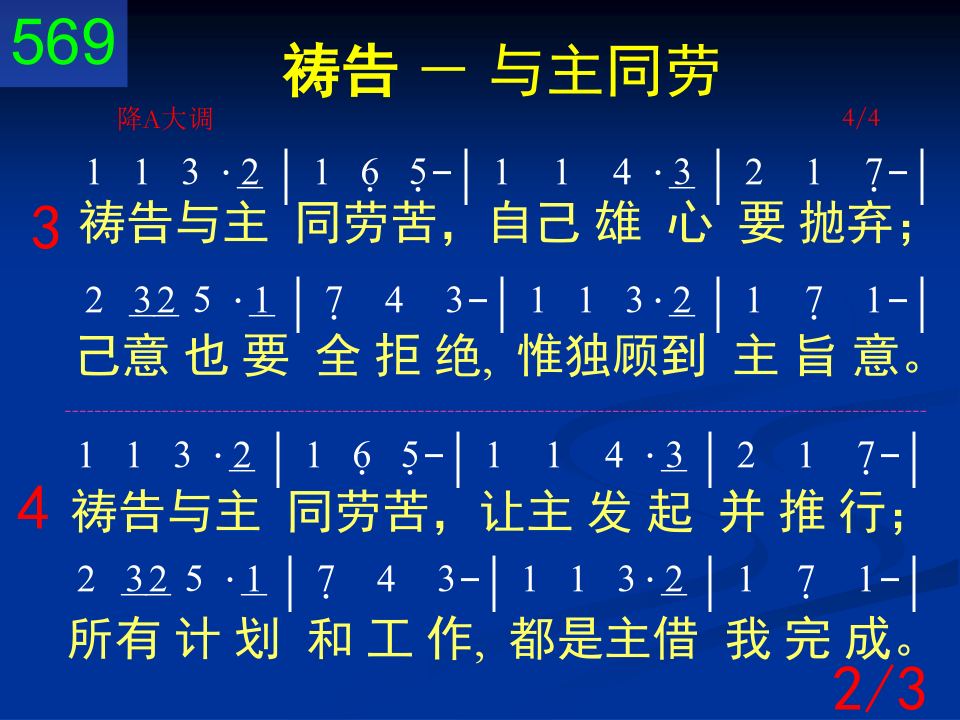 569
祷告 － 与主同劳
降A大调 4/4
1 1 3 · 2 | 1 6̣ 5̣ − | 1 1 4 · 3 | 2 1 7̣ − |
3 祷告与主 同劳苦，自己 雄 心 要 抛弃；
2 32 5 · 1 | 7̣ 4 3 − | 1 1 3 · 2 | 1 7̣ 1 − |
己意 也 要 全 拒 绝, 惟独顾到 主 旨 意。
1 1 3 · 2 | 1 6̣ 5̣ − | 1 1 4 · 3 | 2 1 7̣ − |
4 祷告与主 同劳苦，让主 发 起 并 推 行；
2 32 5 · 1 | 7̣ 4 3 − | 1 1 3 · 2 | 1 7̣ 1 − |
所有 计 划 和 工 作, 都是主借 我 完 成。
2/3